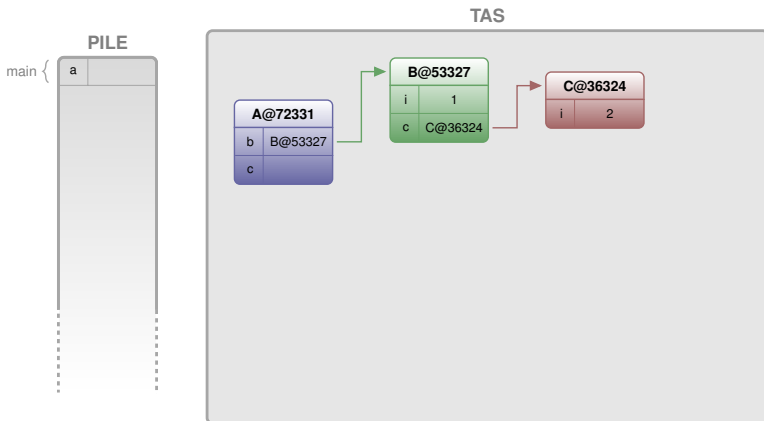 TAS
PILE
main
a
B@53327
i 1
c C@36324
C@36324
i 2
A@72331
b B@53327
c